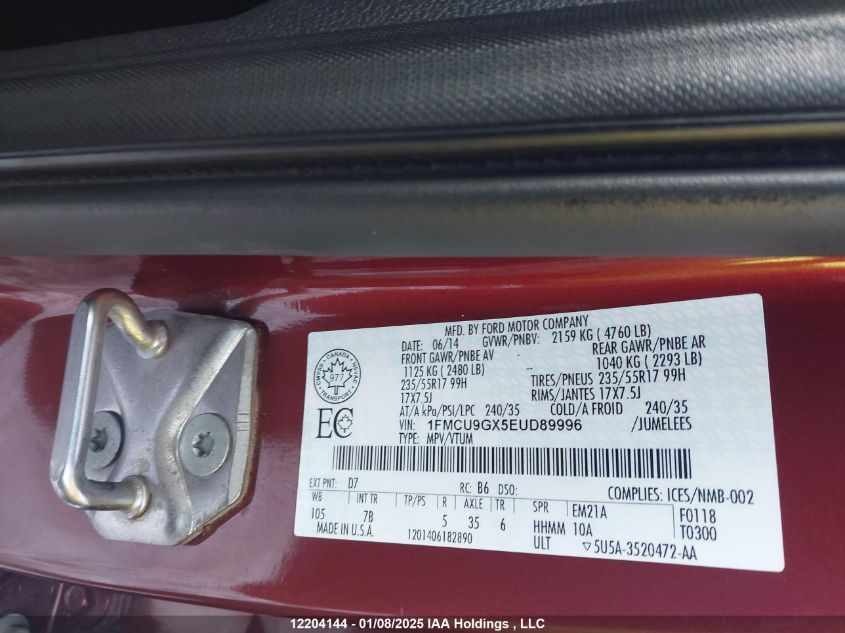 MFD. BY FORD MOTOR COMPANY
DATE: 06/14 GVWR/PNBV: 2159 KG ( 4760 LB)
FRONT GAWR/PNBE AV REAR GAWR/PNBE AR
1125 KG ( 2480 LB) 1040 KG ( 2293 LB)
235/55R17 99H TIRES/PNEUS 235/55R17 99H
17X7.5J RIMS/JANTES 17X7.5J
AT/A kPa/PSI/LPC 240/35 COLD/A FROID 240/35
VIN: 1FMCU9GX5EUD89996 /JUMELEES
TYPE: MPV/VTUM
CANADA
977
TRANSPORT
EC
EXT PNT: D7 RC: B6 DSO: COMPLIES: ICES/NMB-002
WB INT TR TP/PS R AXLE TR SPR EM21A F0118
105 7B 5 35 6 HHMM 10A T0300
MADE IN U.S.A. 1201406182890 ULT ▽5U5A-3520472-AA
12204144 - 01/08/2025 IAA Holdings , LLC